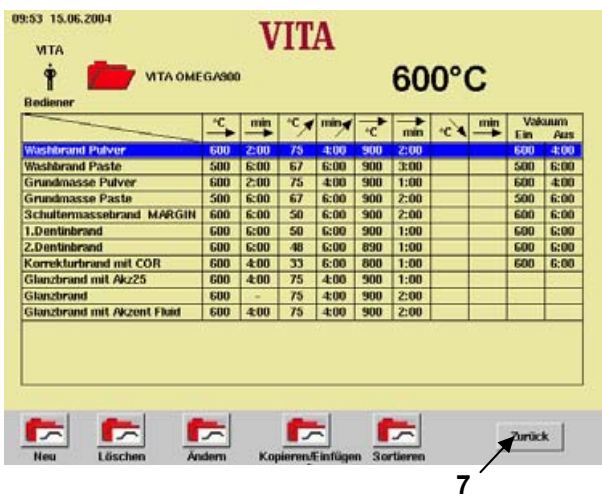 09:53 15.06.2004
VITA
VITA
VITA OMEGA900
600°C
Bediener
°C min °C min °C min °C min Vakuum
Ein Aus
Washbrand Pulver 600 2:00 75 4:00 900 2:00 600 4:00
Washbrand Paste 500 6:00 67 6:00 900 3:00 500 6:00
Grundmasse Pulver 600 2:00 75 4:00 900 1:00 600 4:00
Grundmasse Paste 500 6:00 67 6:00 900 2:00 500 6:00
Schultermassebrand MARGIN 600 6:00 50 6:00 900 2:00 600 6:00
1.Dentinbrand 600 6:00 50 6:00 900 1:00 600 6:00
2.Dentinbrand 600 6:00 48 6:00 890 1:00 600 6:00
Korrekturbrand mit COR 600 4:00 33 6:00 800 1:00 600 6:00
Glanzbrand mit Akz25 600 4:00 75 4:00 900 1:00
Glanzbrand 600 - 75 4:00 900 2:00
Glanzbrand mit Akzent Fluid 600 4:00 75 4:00 900 2:00
Neu Löschen Ändern Kopieren/Einfügen Sortieren Zurück
7